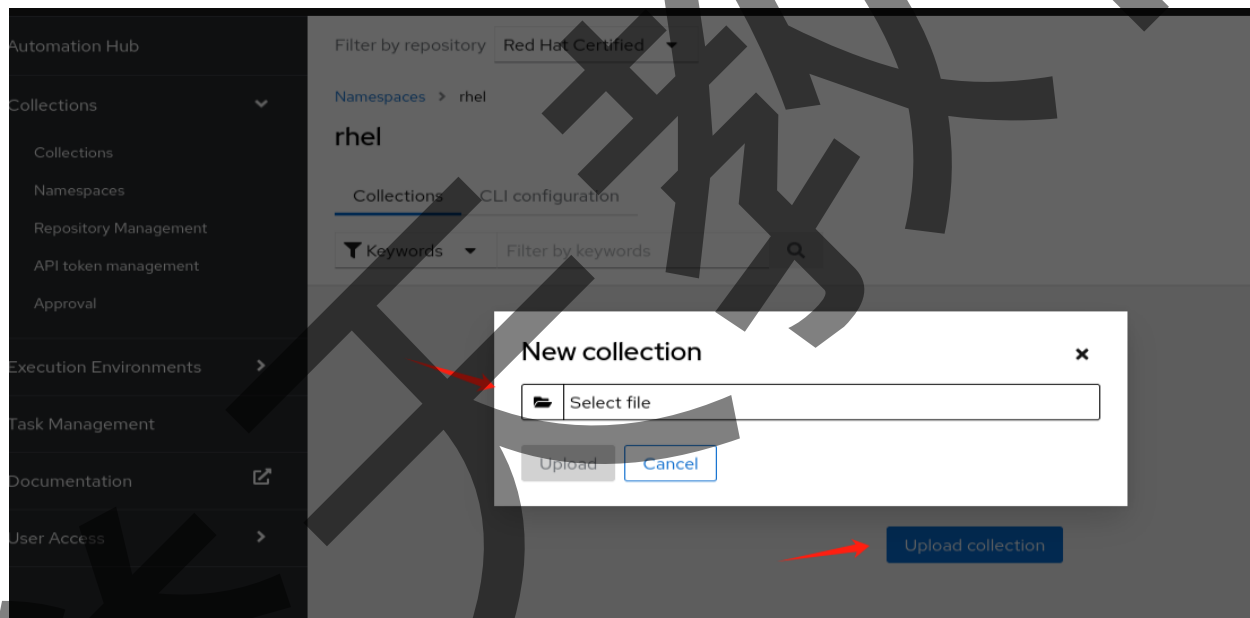 Automation Hub
Collections
Collections
Namespaces
Repository Management
API token management
Approval
Execution Environments
Task Management
Documentation
User Access
Filter by repository Red Hat Certified
Namespaces > rhel
rhel
Collections CLI configuration
Keywords Filter by keywords
New collection
Select file
Upload Cancel
Upload collection